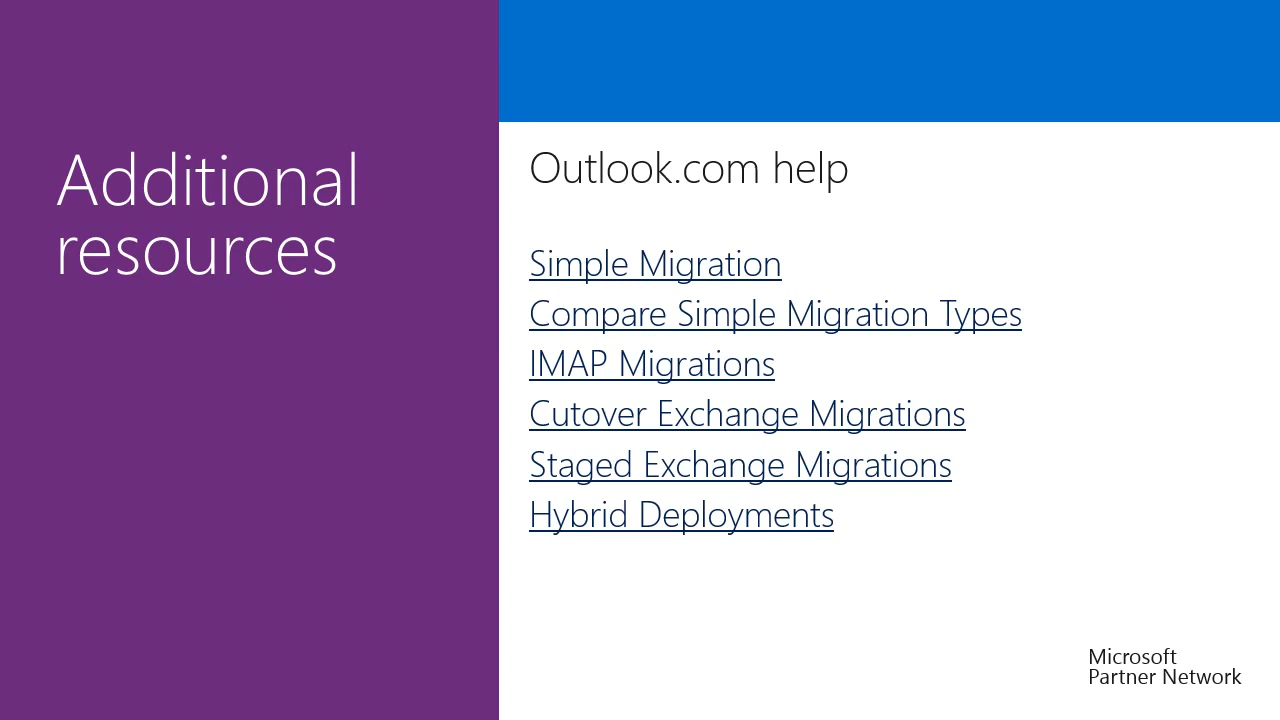 Additional
resources
Outlook.com help
Simple Migration
Compare Simple Migration Types
IMAP Migrations
Cutover Exchange Migrations
Staged Exchange Migrations
Hybrid Deployments
Microsoft
Partner Network